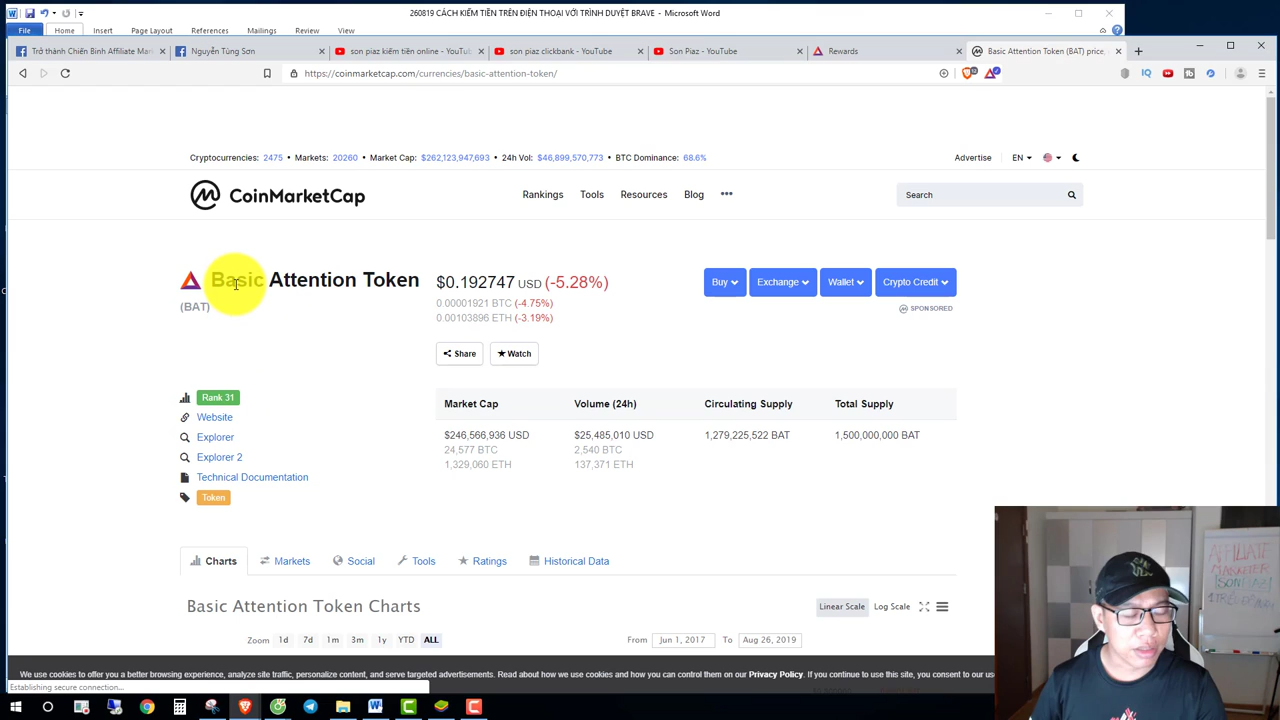 260819 CÁCH KIẾM TIỀN TRÊN ĐIỆN THOẠI VỚI TRÌNH DUYỆT BRAVE - Microsoft Word
File Home Insert Page Layout References Mailings Review View
Trở thành Chiến Binh Affiliate Mar
Nguyễn Tùng Sơn
son piaz kiếm tiền online - YouTu
son piaz clickbank - YouTube
Son Piaz - YouTube
Rewards
Basic Attention Token (BAT) price,
https://coinmarketcap.com/currencies/basic-attention-token/
Cryptocurrencies: 2475 • Markets: 20260 • Market Cap: $262,123,947,693 • 24h Vol: $46,899,570,773 • BTC Dominance: 68.6%
Advertise EN
CoinMarketCap
Rankings Tools Resources Blog •••
Search
Basic Attention Token
(BAT)
$0.192747 USD (-5.28%)
0.00001921 BTC (-4.75%)
0.00103896 ETH (-3.19%)
Buy Exchange Wallet Crypto Credit
SPONSORED
Share Watch
Rank 31
Website
Explorer
Explorer 2
Technical Documentation
Token
Market Cap Volume (24h) Circulating Supply Total Supply
$246,566,936 USD $25,485,010 USD 1,279,225,522 BAT 1,500,000,000 BAT
24,577 BTC 2,540 BTC
1,329,060 ETH 137,371 ETH
Charts Markets Social Tools Ratings Historical Data
Basic Attention Token Charts
Linear Scale Log Scale
Zoom 1d 7d 1m 3m 1y YTD ALL
From Jun 1, 2017 To Aug 26, 2019
We use cookies to offer you a better browsing experience, analyze site traffic, personalize content, and serve targeted advertisements. Read about how we use cookies and how you can control them on our Privacy Policy. If you continue to use this site, you consent to our us
Establishing secure connection...
AFFILIATE
MARKETER